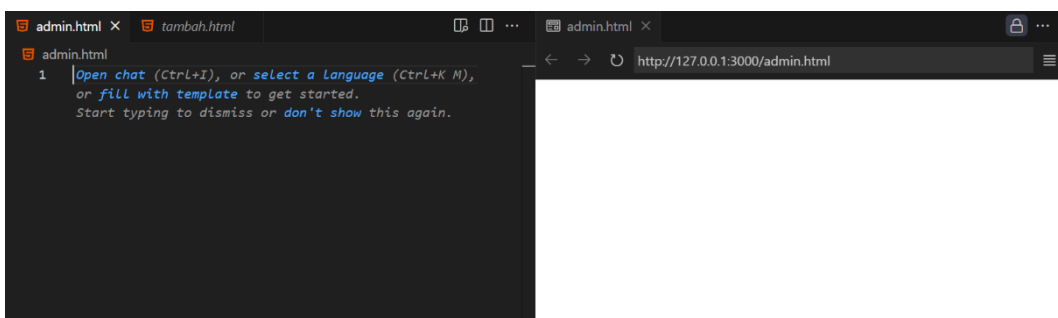 admin.html
tambah.html
admin.html
1
Open chat (Ctrl+I), or select a language (Ctrl+K M),
or fill with template to get started.
Start typing to dismiss or don't show this again.
admin.html
http://127.0.0.1:3000/admin.html